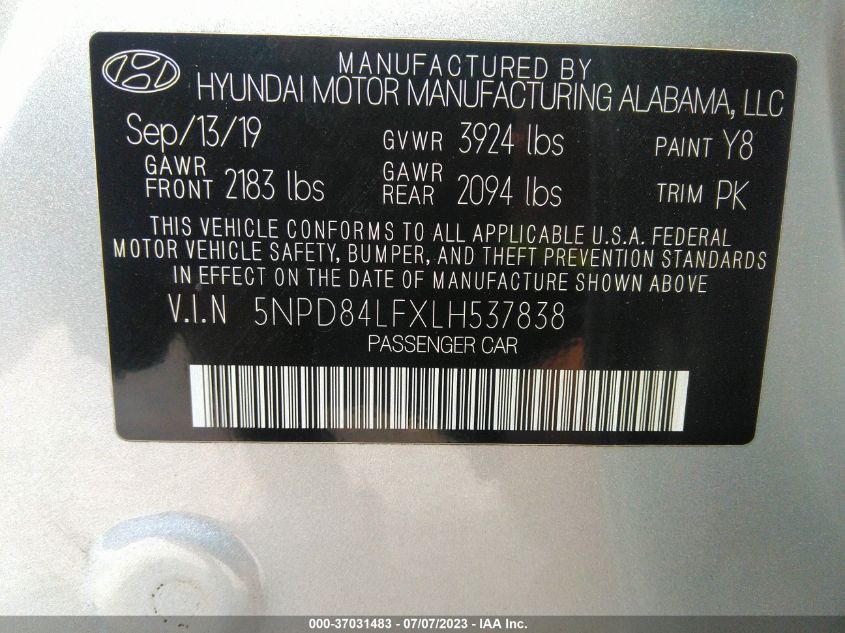 MANUFACTURED BY
HYUNDAI MOTOR MANUFACTURING ALABAMA, LLC
Sep/13/19 GVWR 3924 lbs PAINT Y8
GAWR FRONT 2183 lbs GAWR REAR 2094 lbs TRIM PK
THIS VEHICLE CONFORMS TO ALL APPLICABLE U.S.A. FEDERAL
MOTOR VEHICLE SAFETY, BUMPER, AND THEFT PREVENTION STANDARDS
IN EFFECT ON THE DATE OF MANUFACTURE SHOWN ABOVE.
V.I.N 5NPD84LFXLH537838
PASSENGER CAR
000-37031483 - 07/07/2023 - IAA Inc.